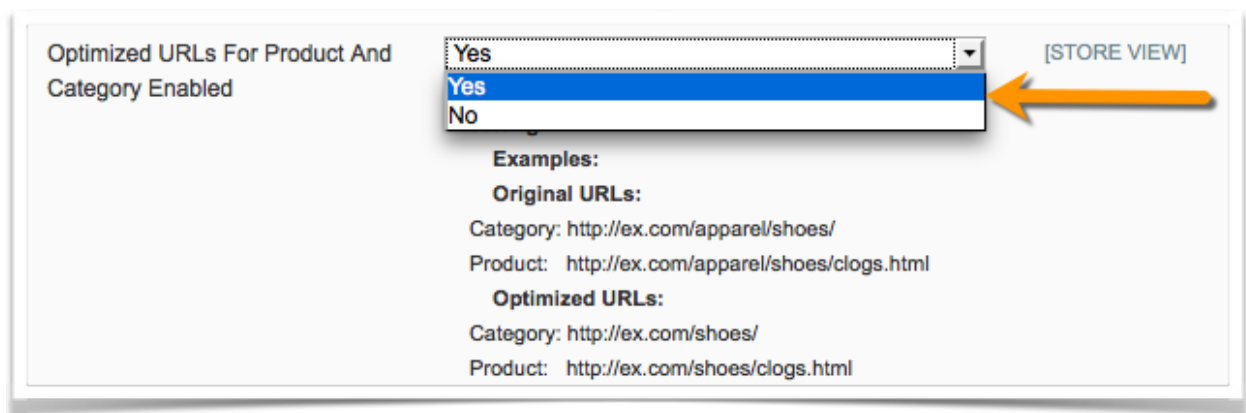 Optimized URLs For Product And
Category Enabled
Yes
[STORE VIEW]
Yes
No
Examples:
Original URLs:
Category: http://ex.com/apparel/shoes/
Product: http://ex.com/apparel/shoes/clogs.html
Optimized URLs:
Category: http://ex.com/shoes/
Product: http://ex.com/shoes/clogs.html